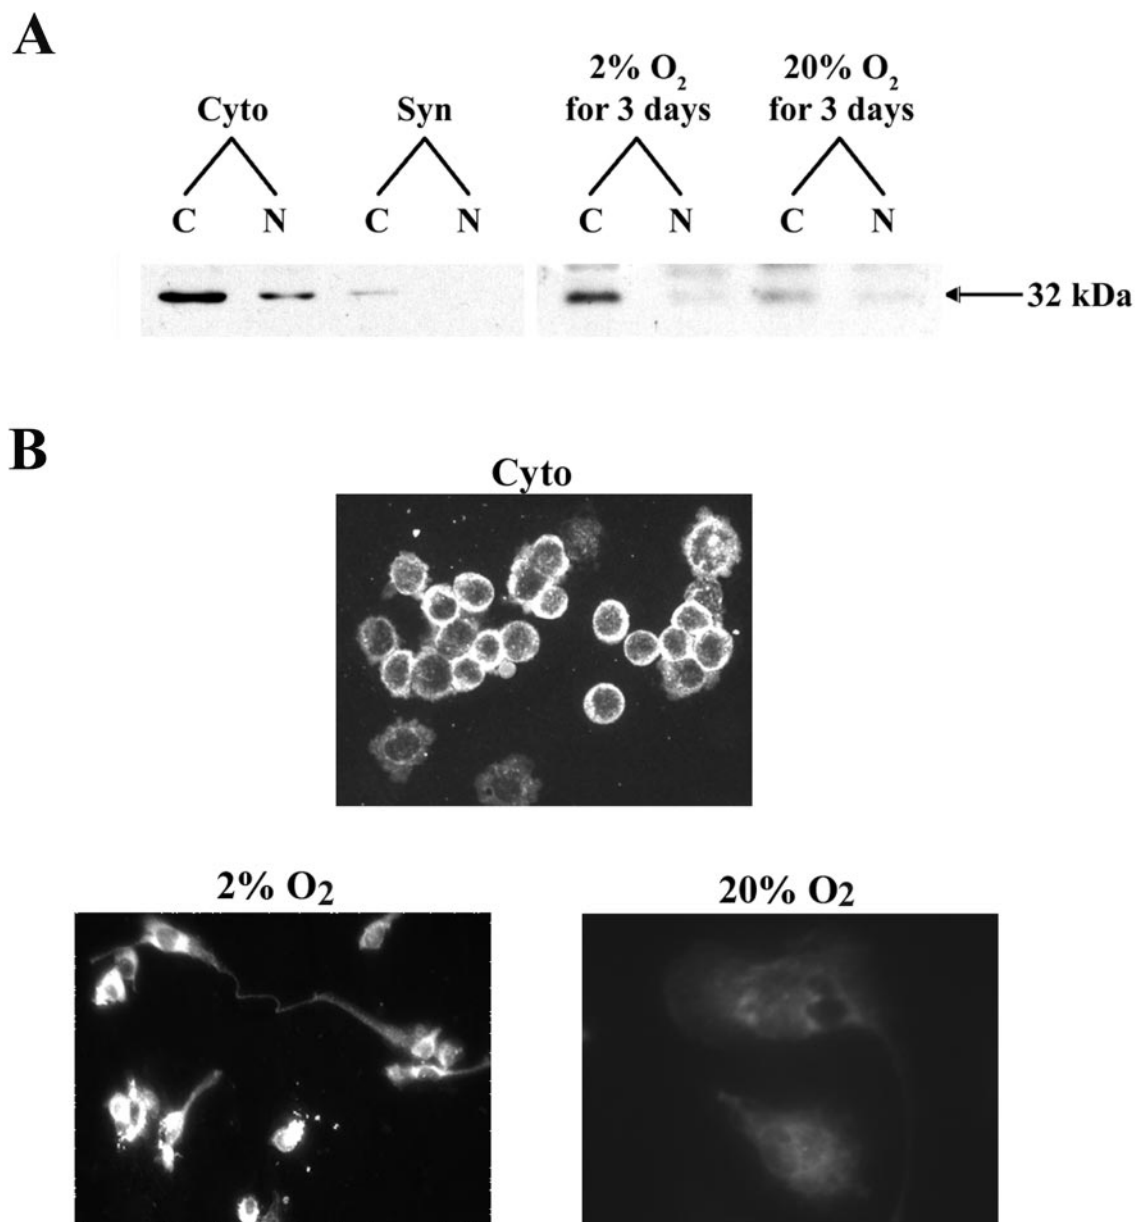 A
Cyto
Syn
2% O2 for 3 days
20% O2 for 3 days
C N C N C N C N
32 kDa
B
Cyto
2% O2
20% O2